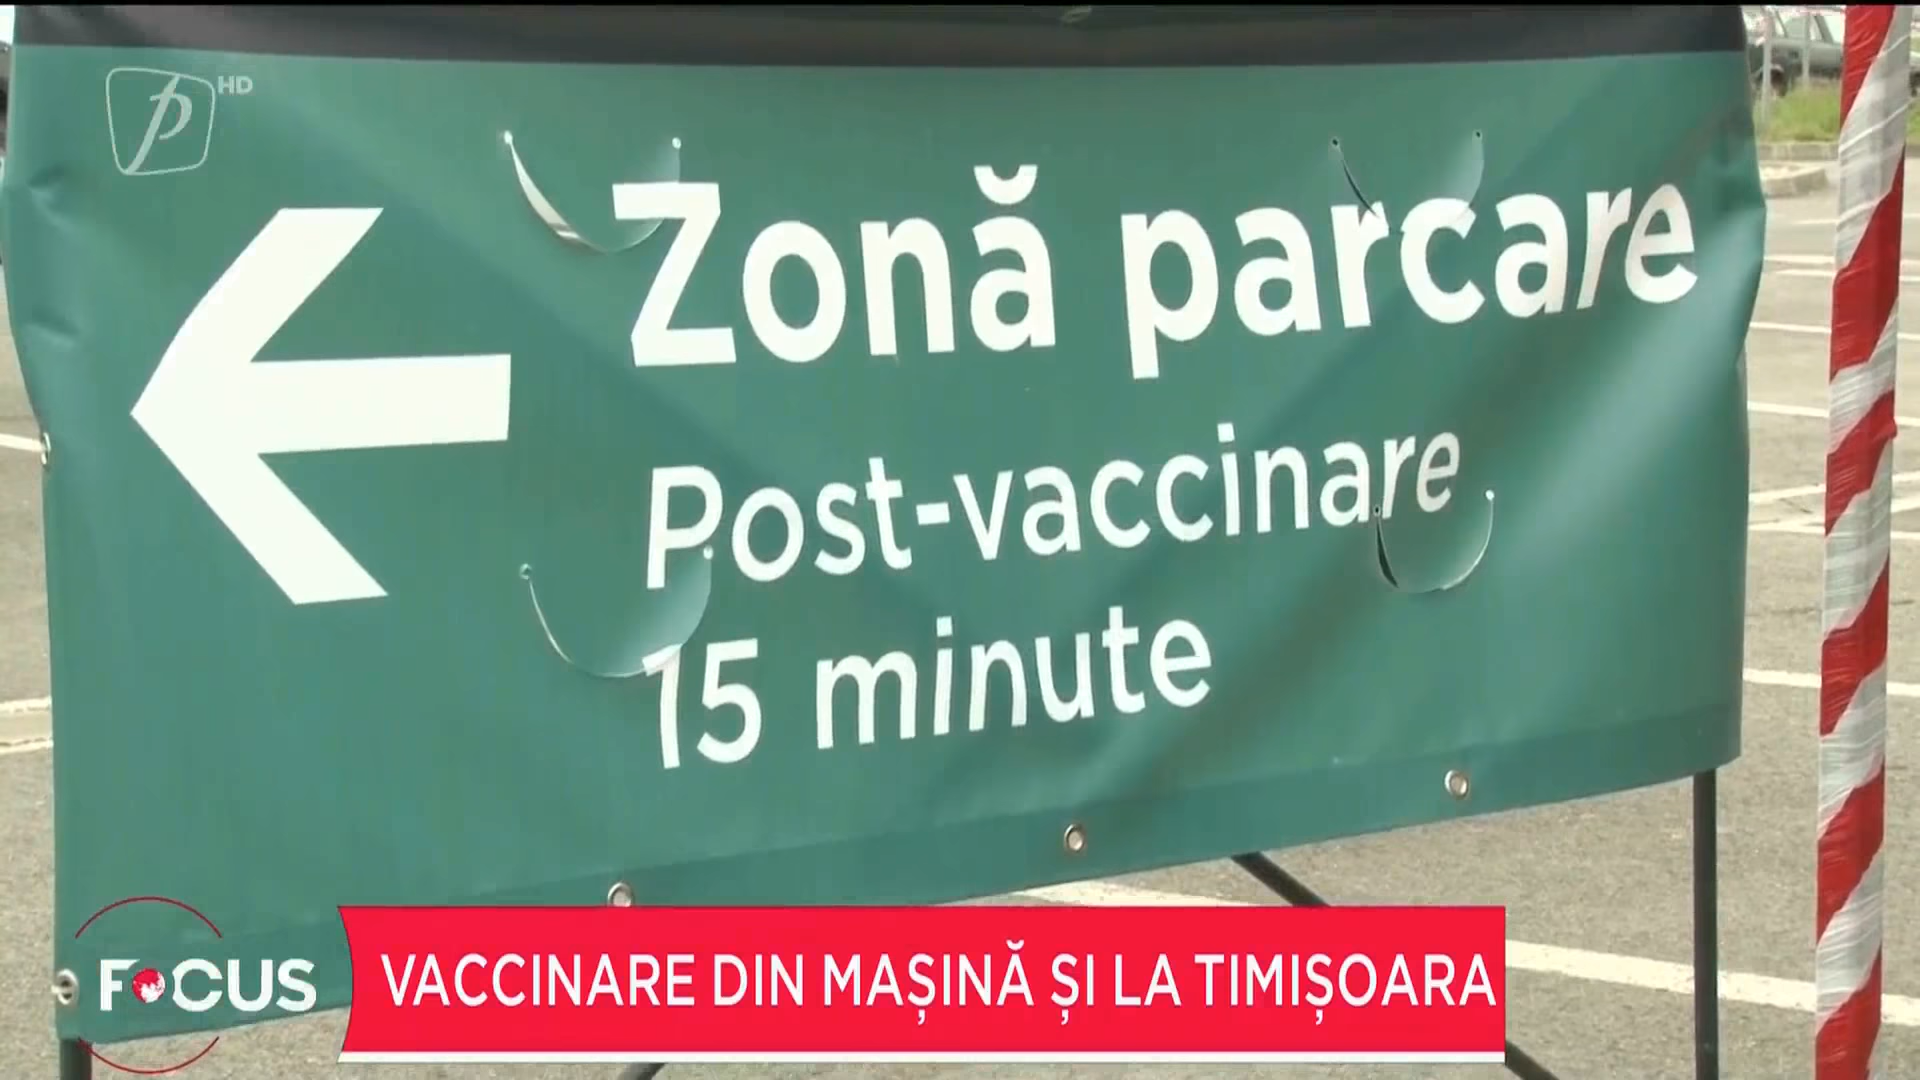 p HD
Zonă parcare
Post-vaccinare
15 minute
FOCUS
VACCINARE DIN MAȘINĂ ȘI LA TIMIȘOARA